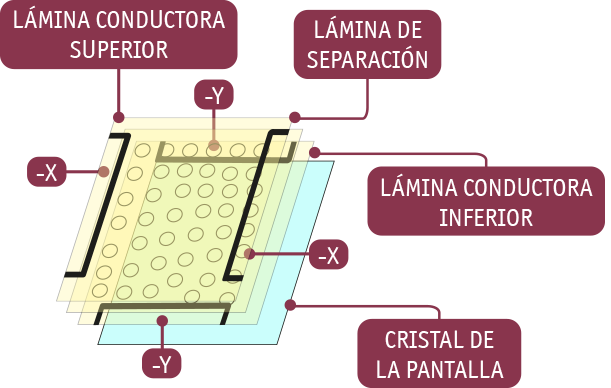 LÁMINA CONDUCTORA
SUPERIOR
LÁMINA DE
SEPARACIÓN
-Y
-X
LÁMINA CONDUCTORA
INFERIOR
-X
CRISTAL DE
LA PANTALLA
-Y